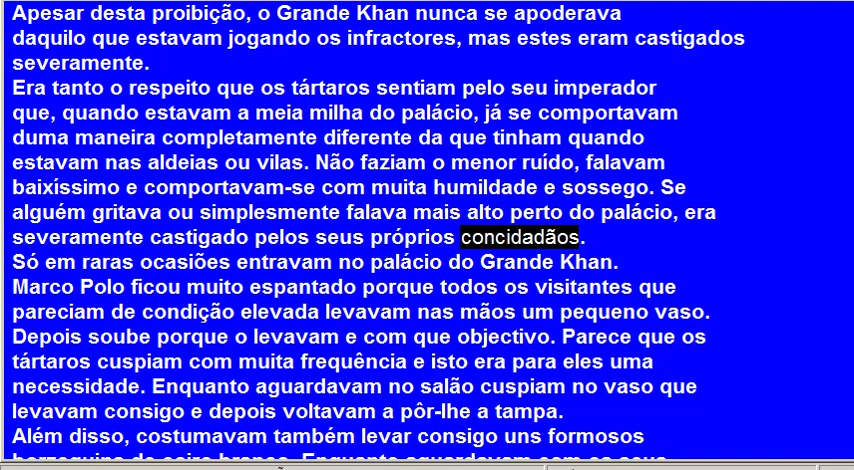 Apesar desta proibição, o Grande Khan nunca se apoderava
daquilo que estavam jogando os infractores, mas estes eram castigados
severamente.
Era tanto o respeito que os tártaros sentiam pelo seu imperador
que, quando estavam a meia milha do palácio, já se comportavam
duma maneira completamente diferente da que tinham quando
estavam nas aldeias ou vilas. Não faziam o menor ruído, falavam
baixíssimo e comportavam-se com muita humildade e sossego. Se
alguém gritava ou simplesmente falava mais alto perto do palácio, era
severamente castigado pelos seus próprios concidadãos.
Só em raras ocasiões entravam no palácio do Grande Khan.
Marco Polo ficou muito espantado porque todos os visitantes que
pareciam de condição elevada levavam nas mãos um pequeno vaso.
Depois soube porque o levavam e com que objectivo. Parece que os
tártaros cuspiam com muita frequência e isto era para eles uma
necessidade. Enquanto aguardavam no salão cuspiam no vaso que
levavam consigo e depois voltavam a pôr-lhe a tampa.
Além disso, costumavam também levar consigo uns formosos